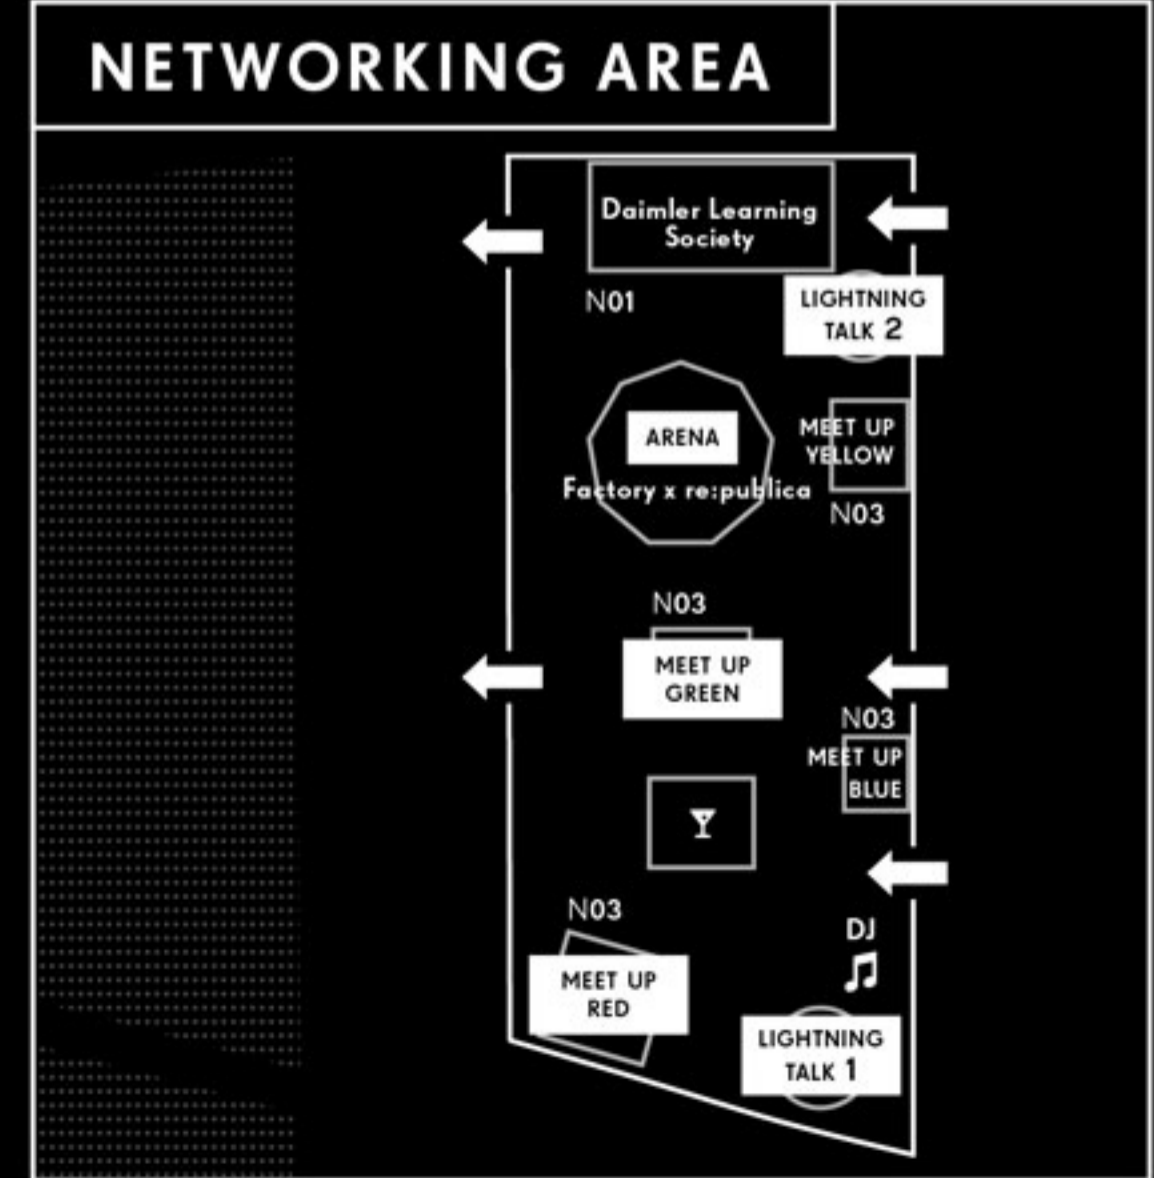 NETWORKING AREA
Daimler Learning
Society
N01
LIGHTNING
TALK 2
ARENA
Factory x re:publica
MEET UP
YELLOW
N03
N03
MEET UP
GREEN
N03
MEET UP
BLUE
N03
MEET UP
RED
DJ
LIGHTNING
TALK 1